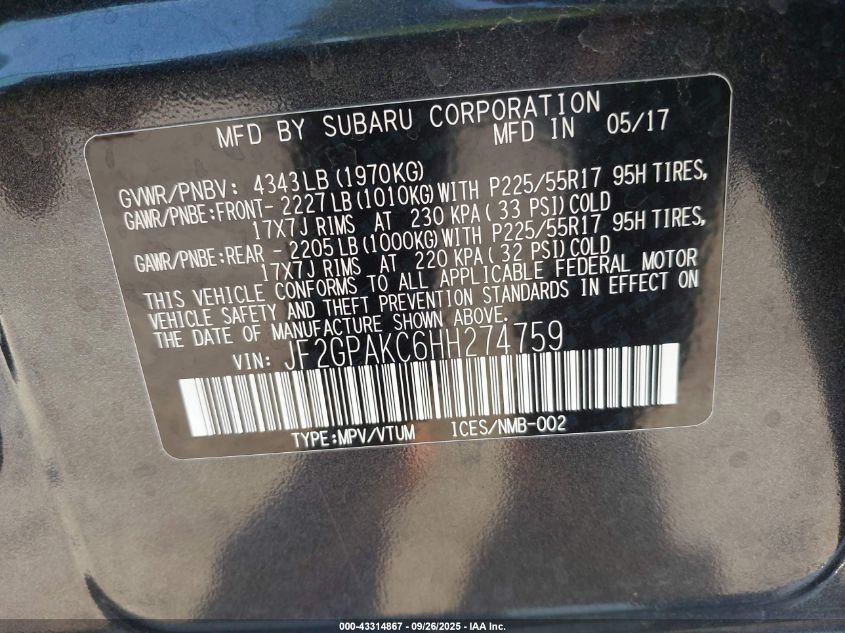 MFD BY SUBARU CORPORATION
MFD IN 05/17
GVWR/PNBV: 4343LB(1970KG)
GAWR/PNBE:FRONT- 2227LB(1010KG)WITH P225/55R17 95H TIRES,
17X7J RIMS AT 230 KPA( 33 PSI)COLD
GAWR/PNBE:REAR - 2205LB(1000KG)WITH P225/55R17 95H TIRES,
17X7J RIMS AT 220 KPA( 32 PSI)COLD
THIS VEHICLE CONFORMS TO ALL APPLICABLE FEDERAL MOTOR
VEHICLE SAFETY AND THEFT PREVENTION STANDARDS IN EFFECT ON
THE DATE OF MANUFACTURE SHOWN ABOVE.
VIN: JF2GPAKC6HH274759
TYPE:MPV/VTUM ICES/NMB-002
000-43314867 - 09/26/2025 - IAA Inc.